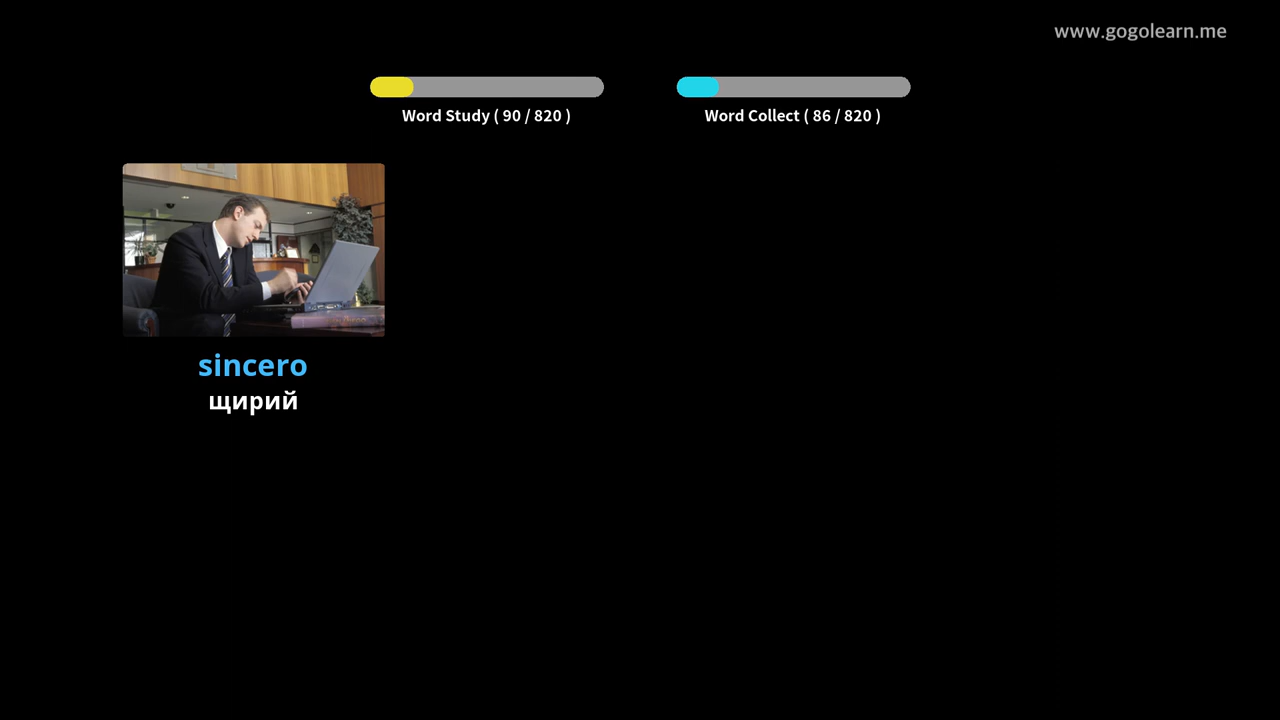 www.gogolearn.me
Word Study ( 90 / 820 )
Word Collect ( 86 / 820 )
sincero
щирий